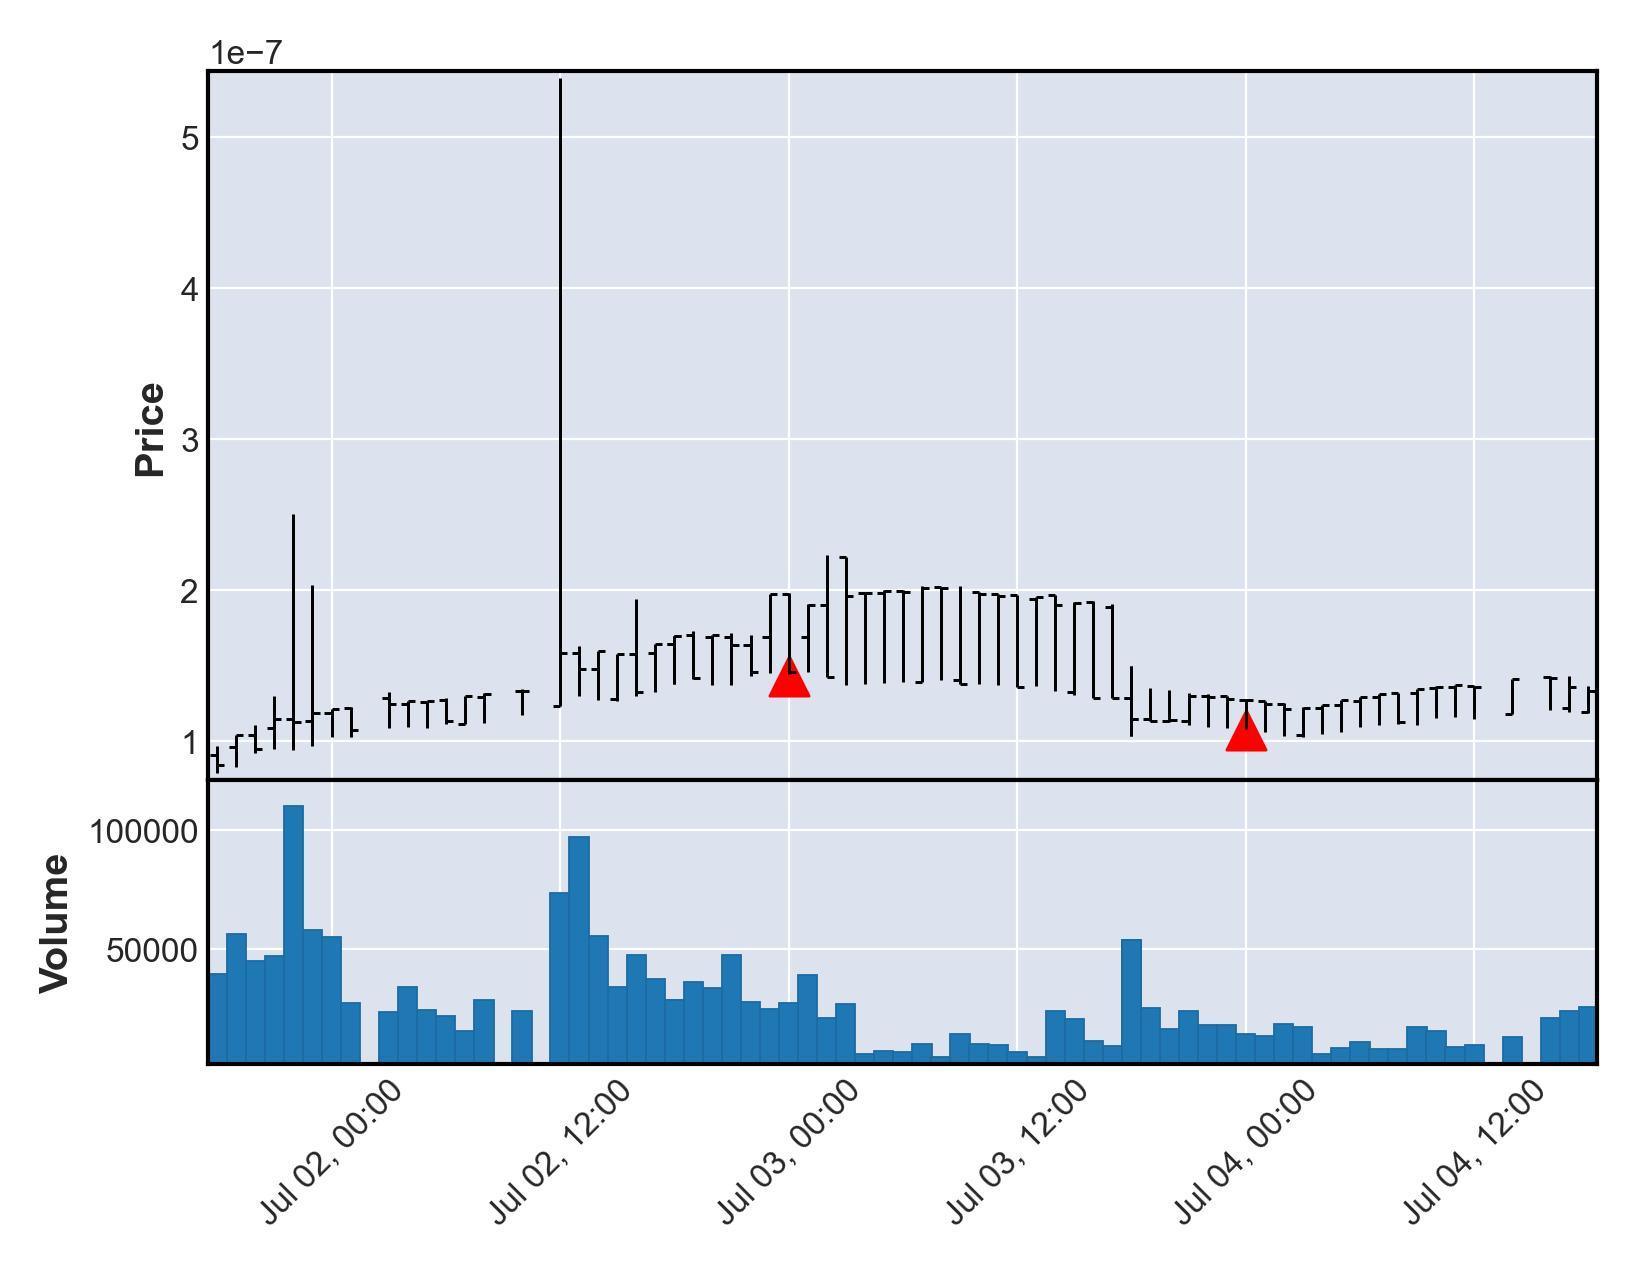 1e−7
5
4
3
2
1
Price
100000
50000
Volume
Jul 02, 00:00
Jul 02, 12:00
Jul 03, 00:00
Jul 03, 12:00
Jul 04, 00:00
Jul 04, 12:00